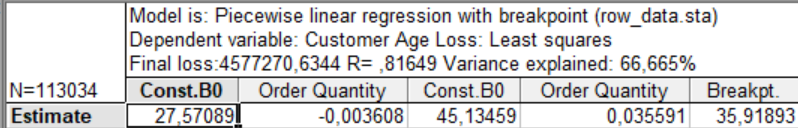 Model is: Piecewise linear regression with breakpoint (row_data.sta)
Dependent variable: Customer Age Loss: Least squares
Final loss:4577270,6344 R= ,81649 Variance explained: 66,665%
N=113034 Const.B0 Order Quantity Const.B0 Order Quantity Breakpt.
Estimate 27,57089 -0,003608 45,13459 0,035591 35,91893